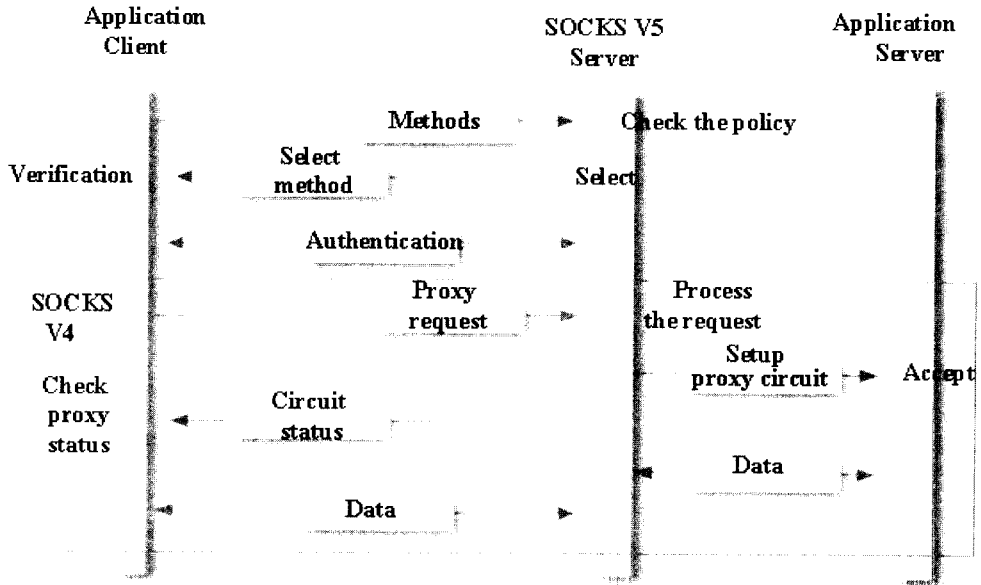 Application
Client
SOCKS V5
Server
Application
Server
Methods
Check the policy
Verification
Select
method
Select
Authentication
SOCKS
V4
Proxy
request
Process
the request
Setup
proxy circuit
Accept
Check
proxy
status
Circuit
status
Data
Data